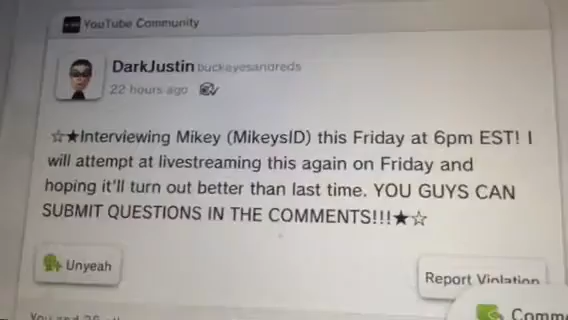 YouTube Community
DarkJustin buckeyesandreds
22 hours ago
☆★Interviewing Mikey (MikeysID) this Friday at 6pm EST! I
will attempt at livestreaming this again on Friday and
hoping it'll turn out better than last time. YOU GUYS CAN
SUBMIT QUESTIONS IN THE COMMENTS!!!★☆
Unyeah
Report Violation